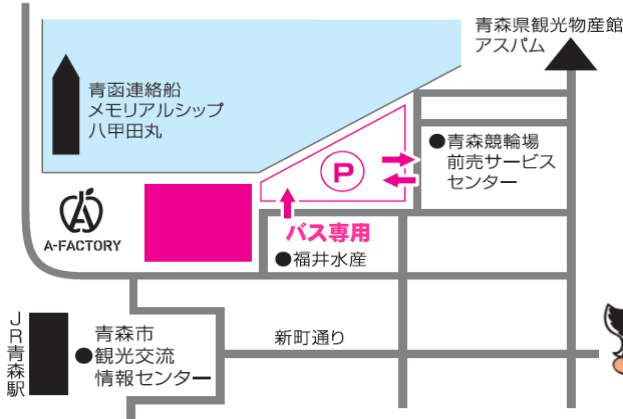 青森県観光物産館
アスパム
青函連絡船
メモリアルシップ
八甲田丸
青森競輪場
前売サービス
センター
P
A-FACTORY
バス専用
福井水産
JR青森駅
青森市
観光交流
情報センター
新町通り